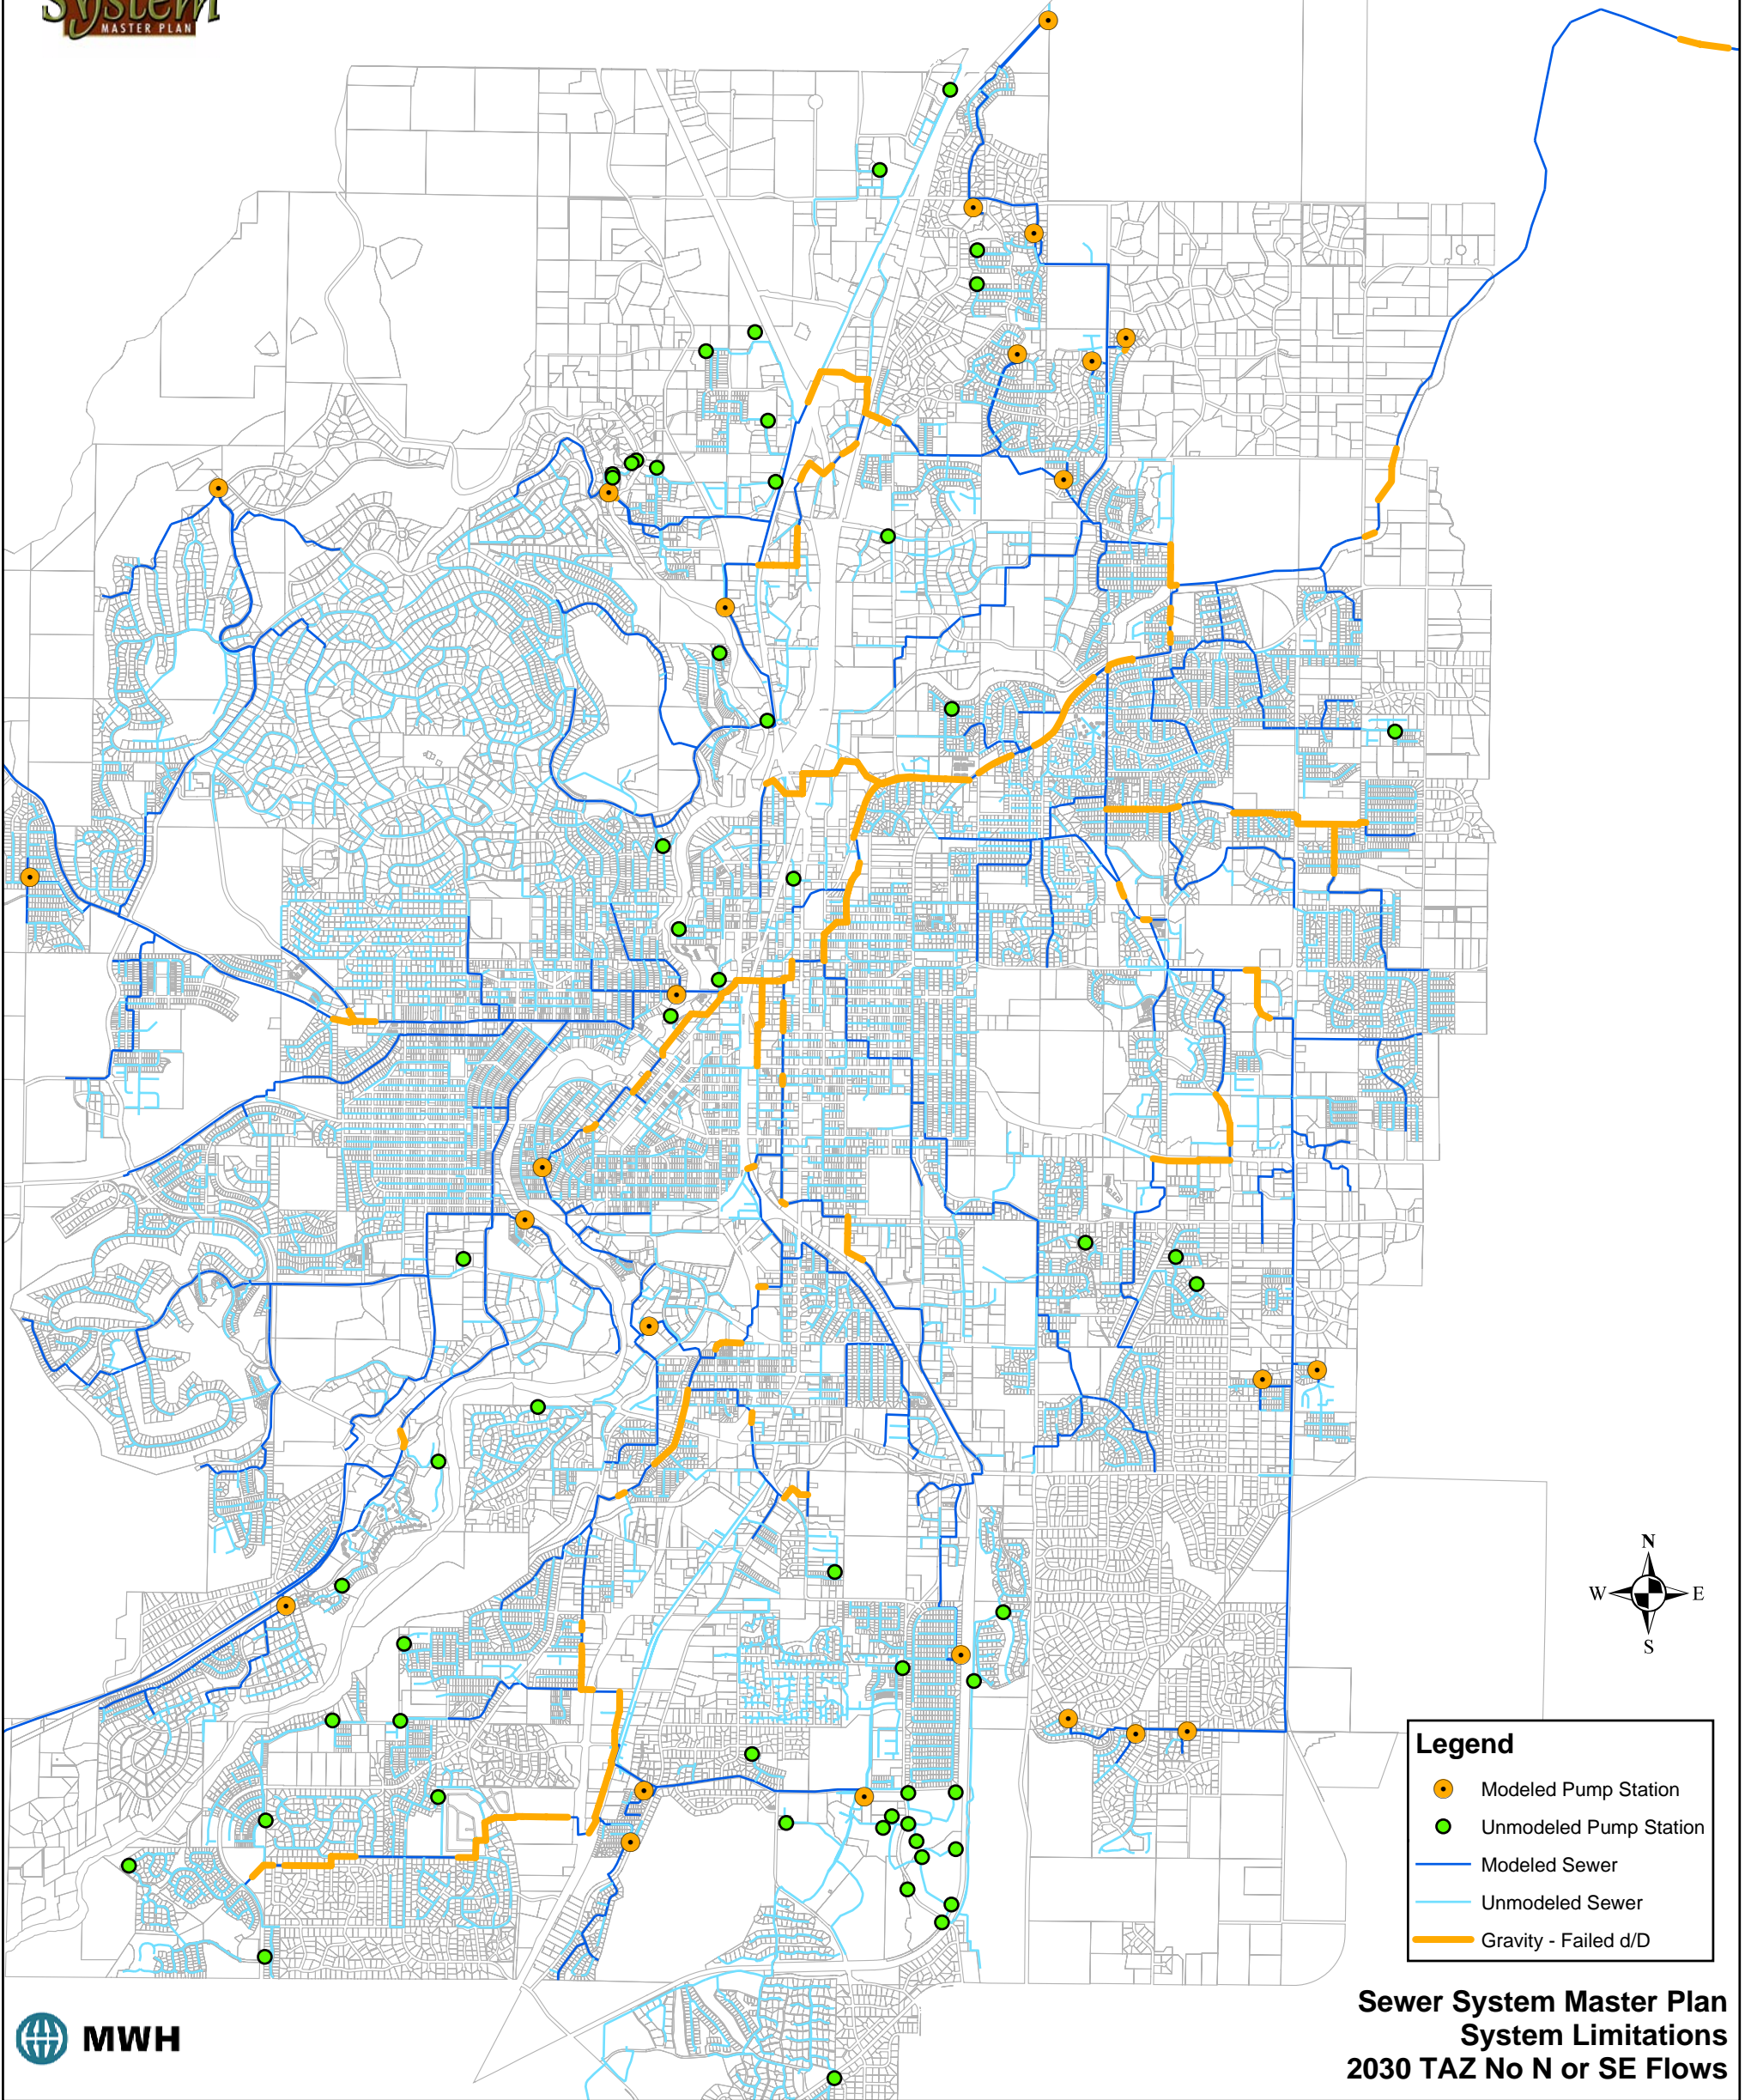 System
MASTER PLAN
N
W
E
S
Legend
Modeled Pump Station
Unmodeled Pump Station
Modeled Sewer
Unmodeled Sewer
Gravity - Failed d/D
MWH
Sewer System Master Plan
System Limitations
2030 TAZ No N or SE Flows